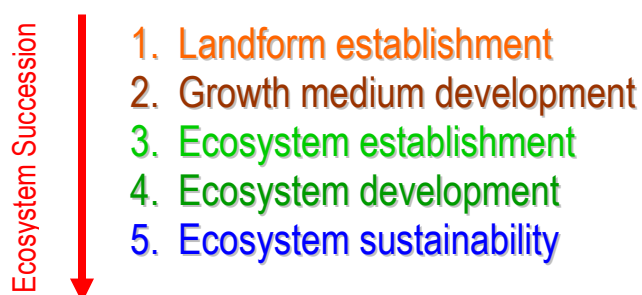 Ecosystem Succession
1. Landform establishment
2. Growth medium development
3. Ecosystem establishment
4. Ecosystem development
5. Ecosystem sustainability